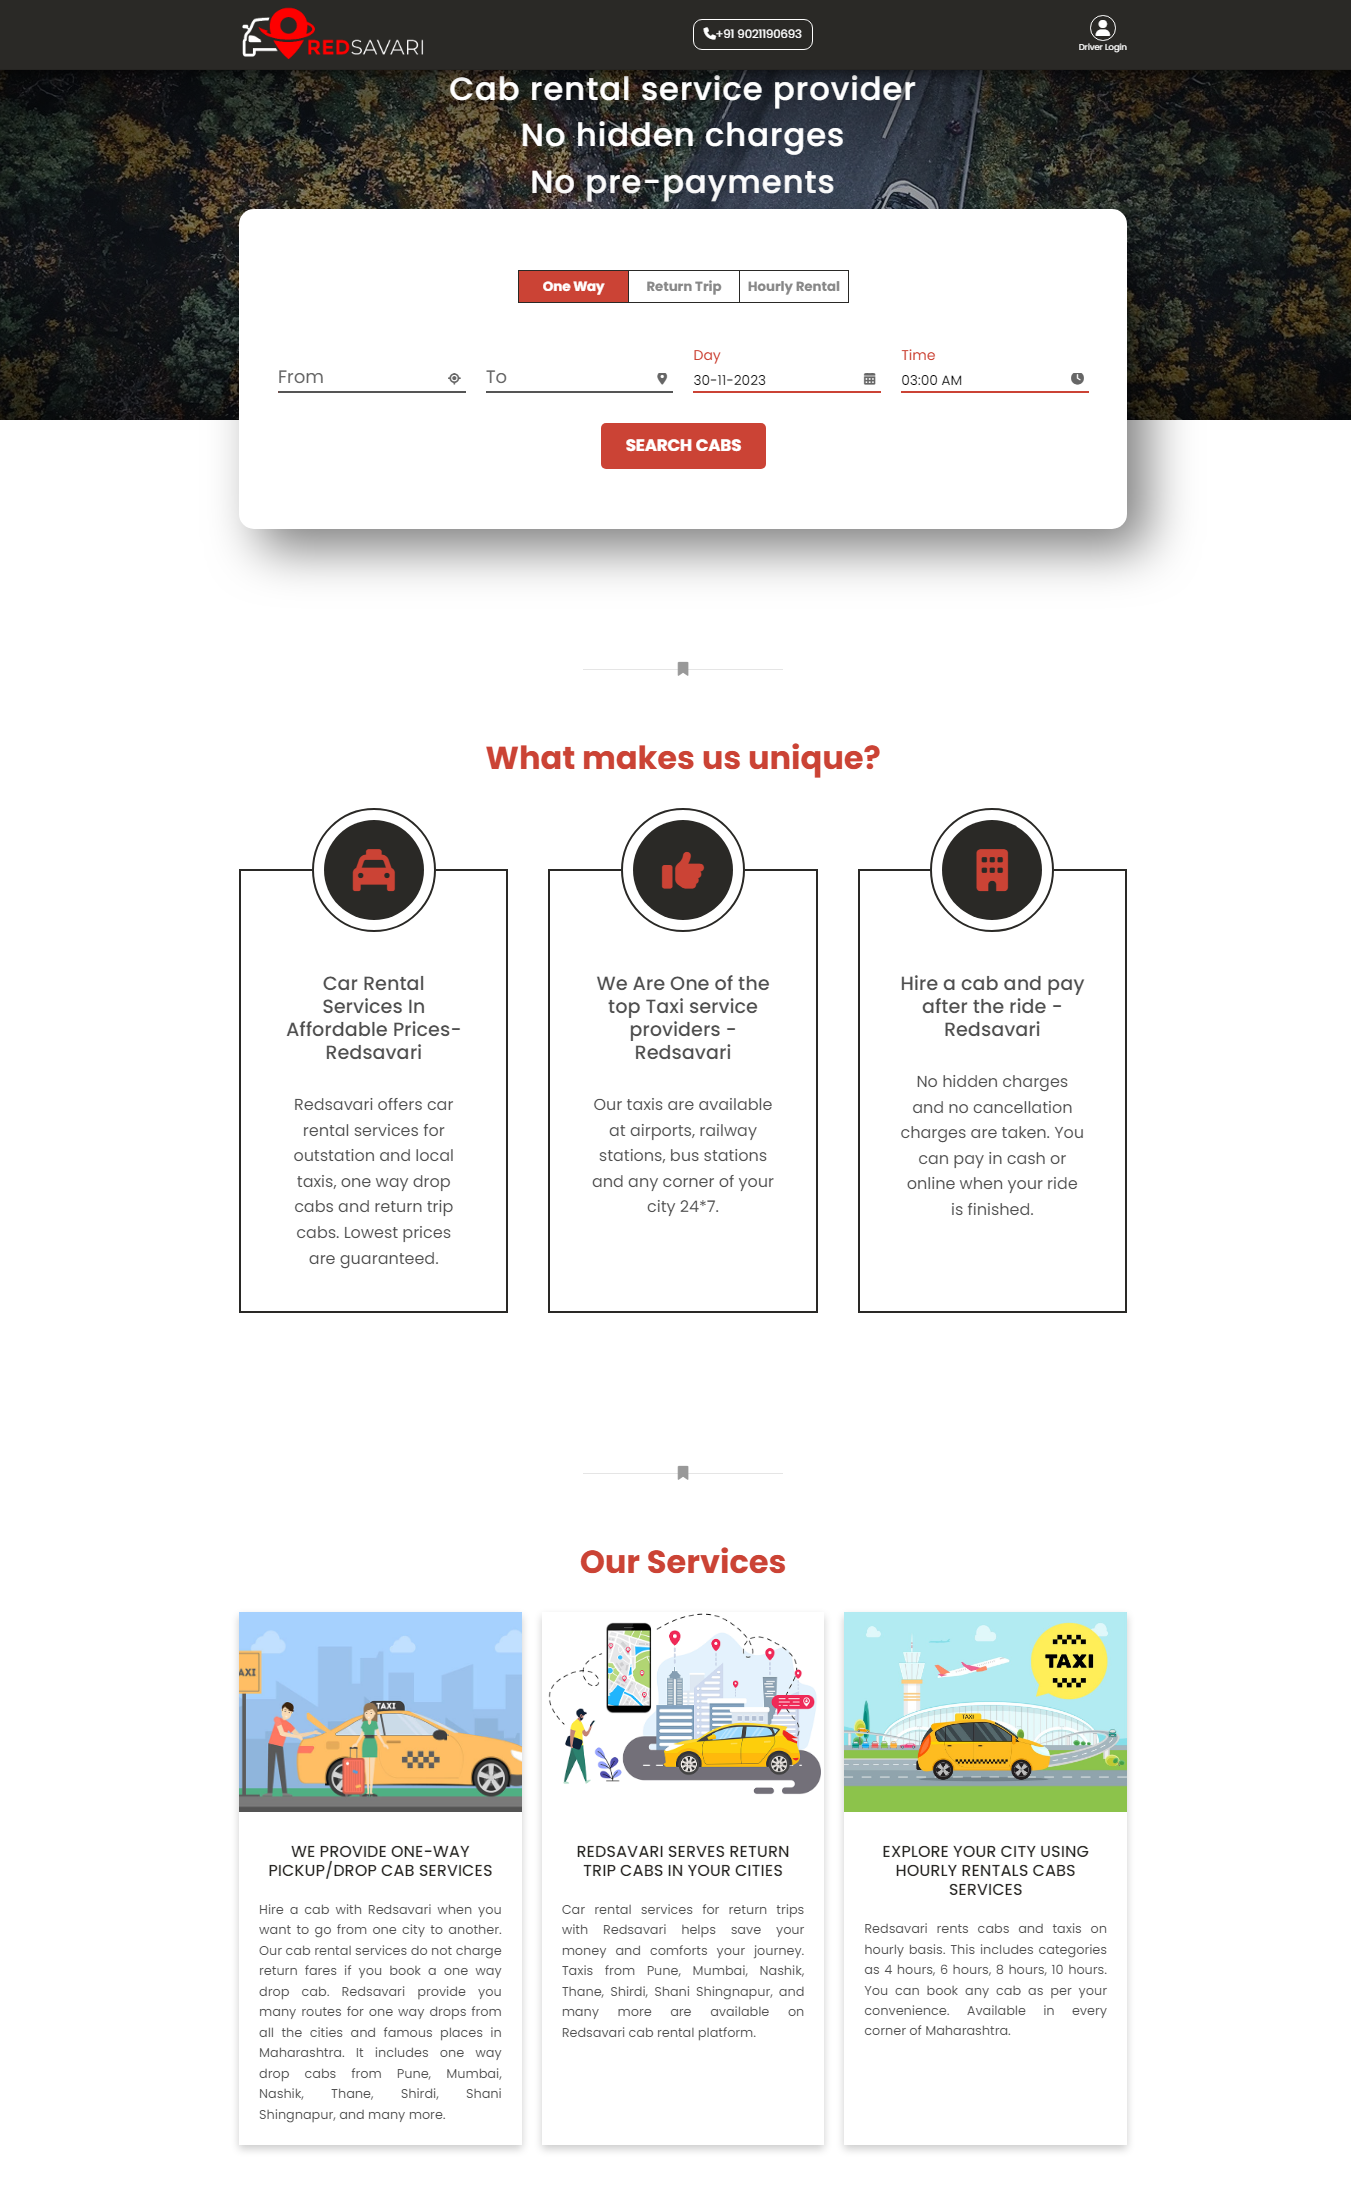 REDSAVARI
+91 9021190693
Driver Login
Cab rental service provider
No hidden charges
No pre-payments
One Way
Return Trip
Hourly Rental
Day
Time
From
To
30-11-2023
03:00 AM
SEARCH CABS
What makes us unique?
Car Rental
Services In
Affordable Prices-
Redsavari
Redsavari offers car
rental services for
outstation and local
taxis, one way drop
cabs and return trip
cabs. Lowest prices
are guaranteed.
We Are One of the
top Taxi service
providers -
Redsavari
Our taxis are available
at airports, railway
stations, bus stations
and any corner of your
city 24*7.
Hire a cab and pay
after the ride -
Redsavari
No hidden charges
and no cancellation
charges are taken. You
can pay in cash or
online when your ride
is finished.
Our Services
AXI
TAXI
TAXI
TAXI
WE PROVIDE ONE-WAY
PICKUP/DROP CAB SERVICES
Hire a cab with Redsavari when you
want to go from one city to another.
Our cab rental services do not charge
return fares if you book a one way
drop cab. Redsavari provide you
many routes for one way drops from
all the cities and famous places in
Maharashtra. It includes one way
drop cabs from Pune, Mumbai,
Nashik, Thane, Shirdi, Shani
Shingnapur, and many more.
REDSAVARI SERVES RETURN
TRIP CABS IN YOUR CITIES
Car rental services for return trips
with Redsavari helps save your
money and comforts your journey.
Taxis from Pune, Mumbai, Nashik,
Thane, Shirdi, Shani Shingnapur, and
many more are available on
Redsavari cab rental platform.
EXPLORE YOUR CITY USING
HOURLY RENTALS CABS
SERVICES
Redsavari rents cabs and taxis on
hourly basis. This includes categories
as 4 hours, 6 hours, 8 hours, 10 hours.
You can book any cab as per your
convenience. Available in every
corner of Maharashtra.